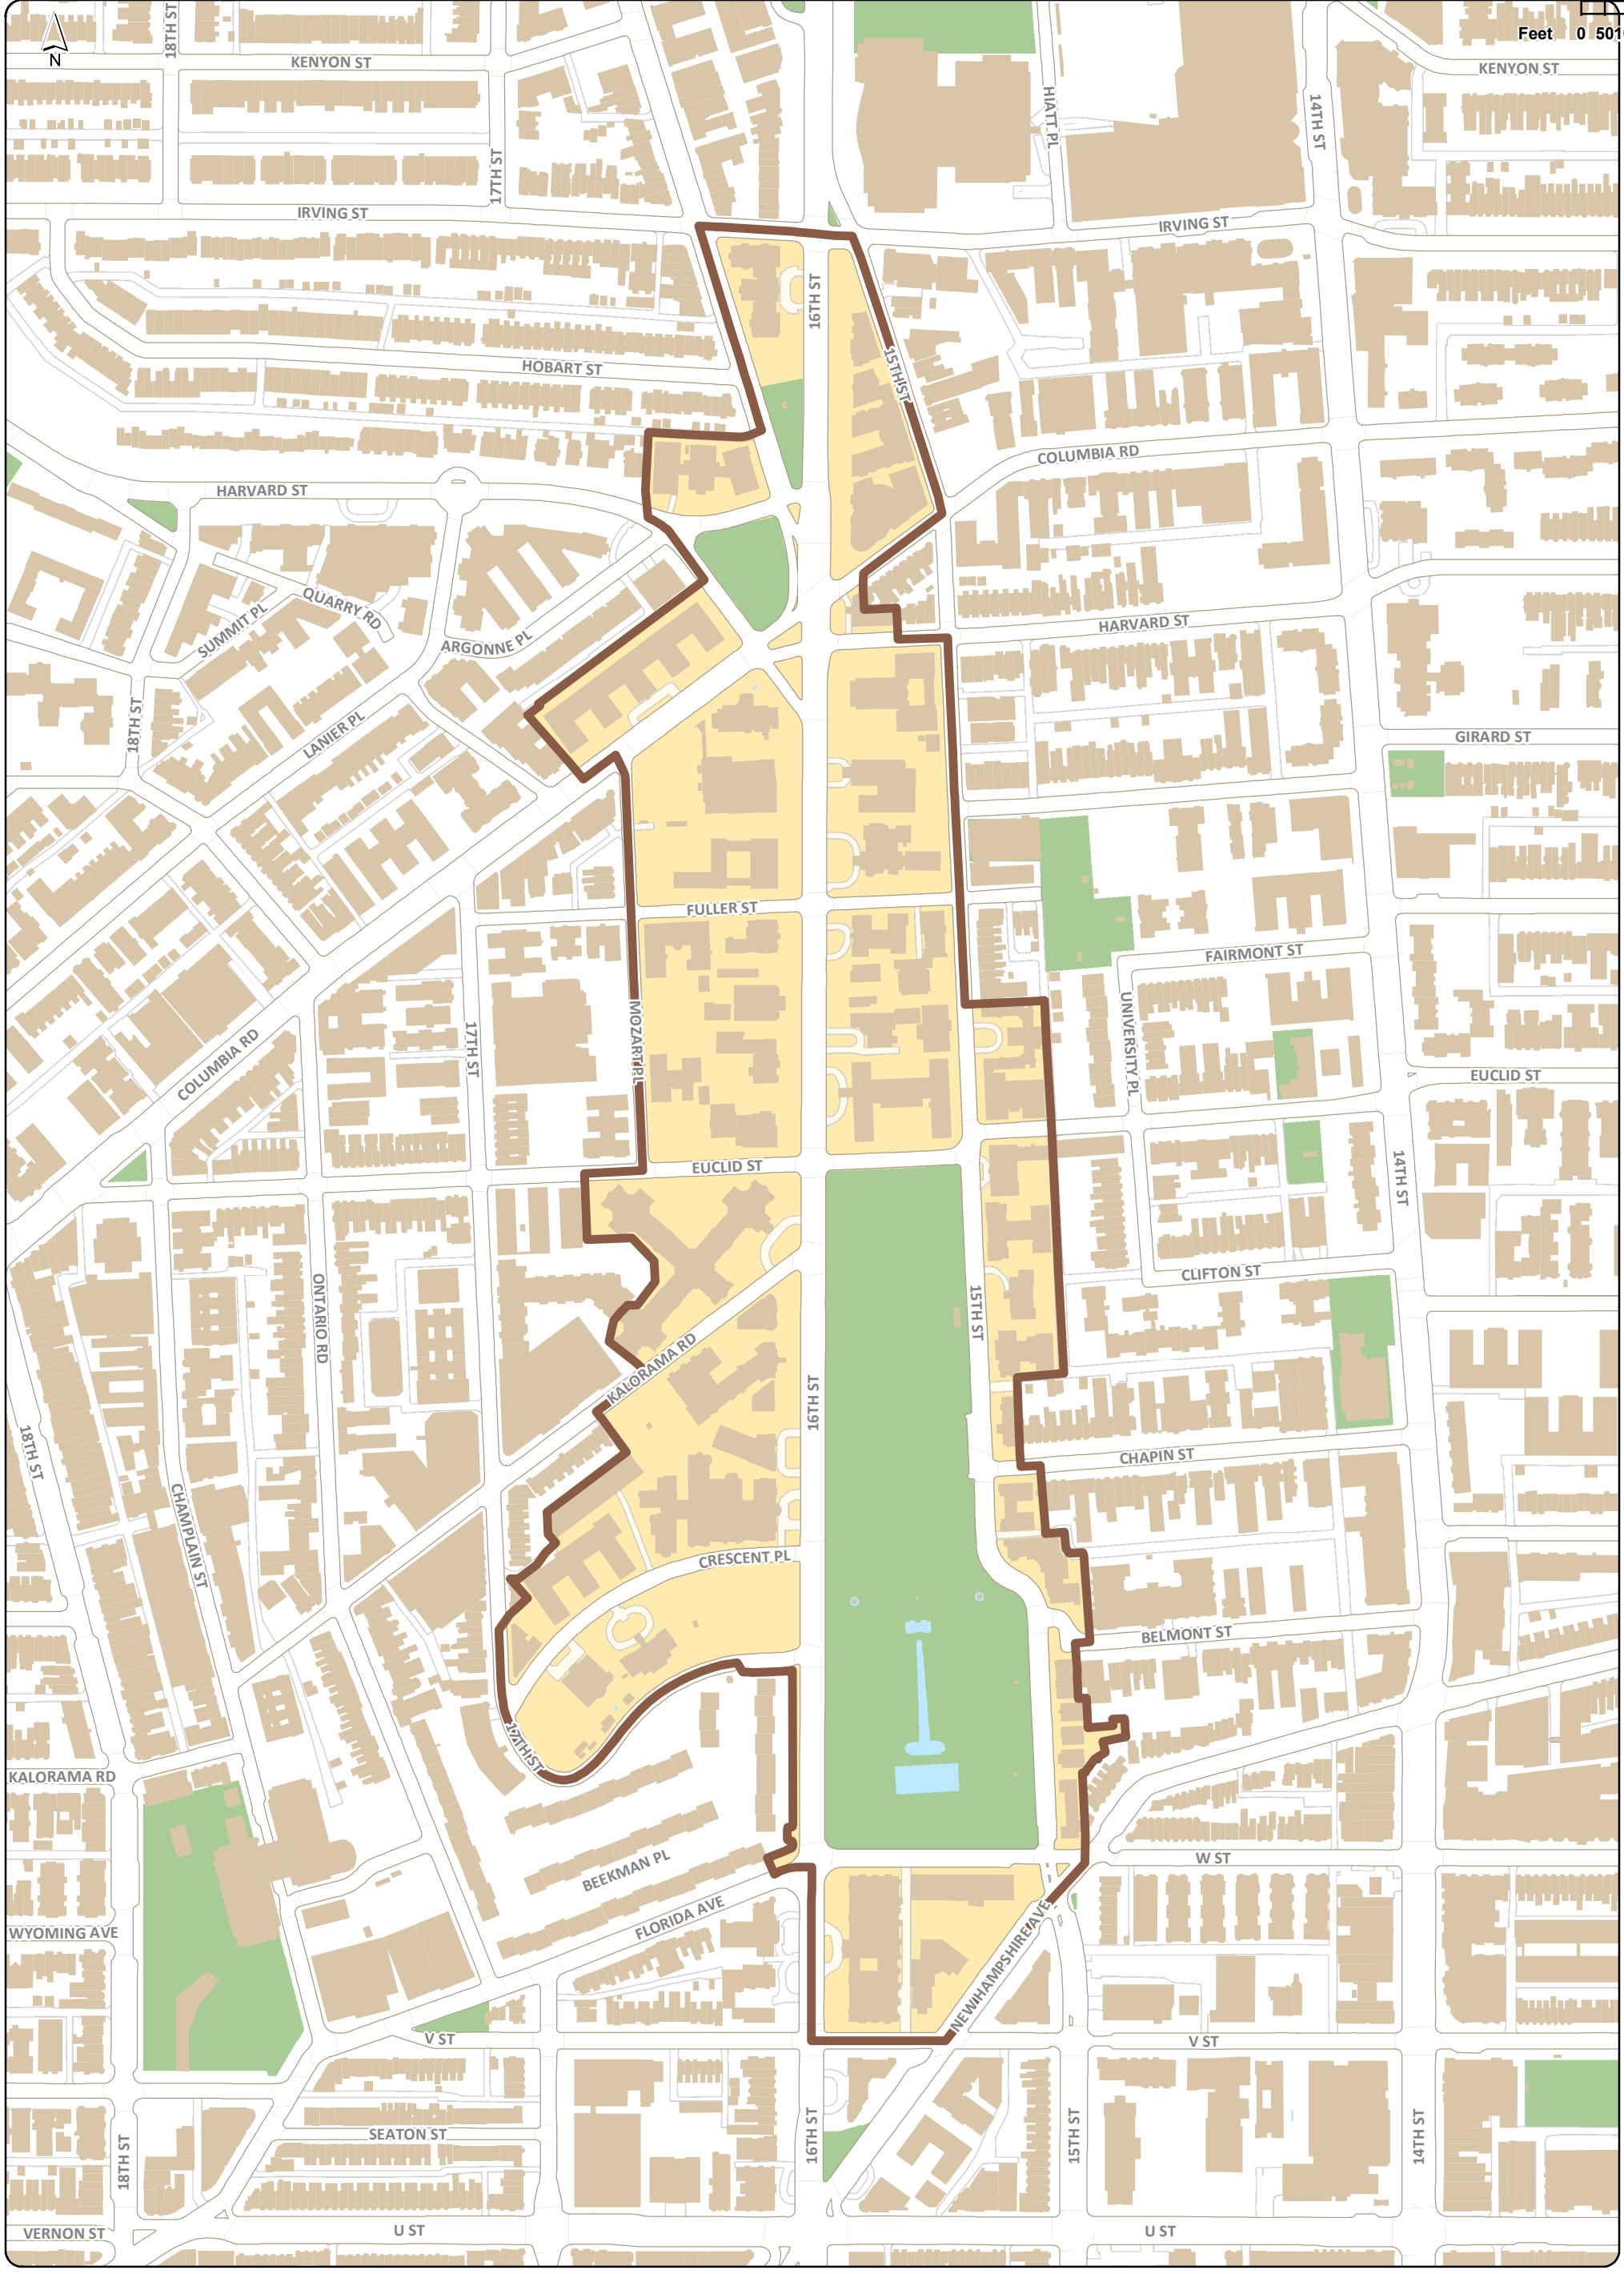 18TH ST
Feet 0 501
N
KENYON ST
KENYON ST
HIATT PL
14TH ST
17TH ST
IRVING ST
IRVING ST
16TH ST
HOBART ST
15TH ST
COLUMBIA RD
HARVARD ST
QUARRY RD
SUMMIT PL
ARGONNE PL
HARVARD ST
18TH ST
LANIER PL
GIRARD ST
FULLER ST
FAIRMONT ST
UNIVERSITY PL
MOZART PL
17TH ST
COLUMBIA RD
EUCLID ST
EUCLID ST
14TH ST
CLIFTON ST
ONTARIO RD
15TH ST
KALORAMA RD
16TH ST
18TH ST
CHAPIN ST
CHAMPLAIN ST
CRESCENT PL
BELMONT ST
17TH ST
KALORAMA RD
BEEKMAN PL
W ST
FLORIDA AVE
WYOMING AVE
NEW HAMPSHIRE AVE
V ST
V ST
SEATON ST
18TH ST
16TH ST
15TH ST
14TH ST
VERNON ST
U ST
U ST